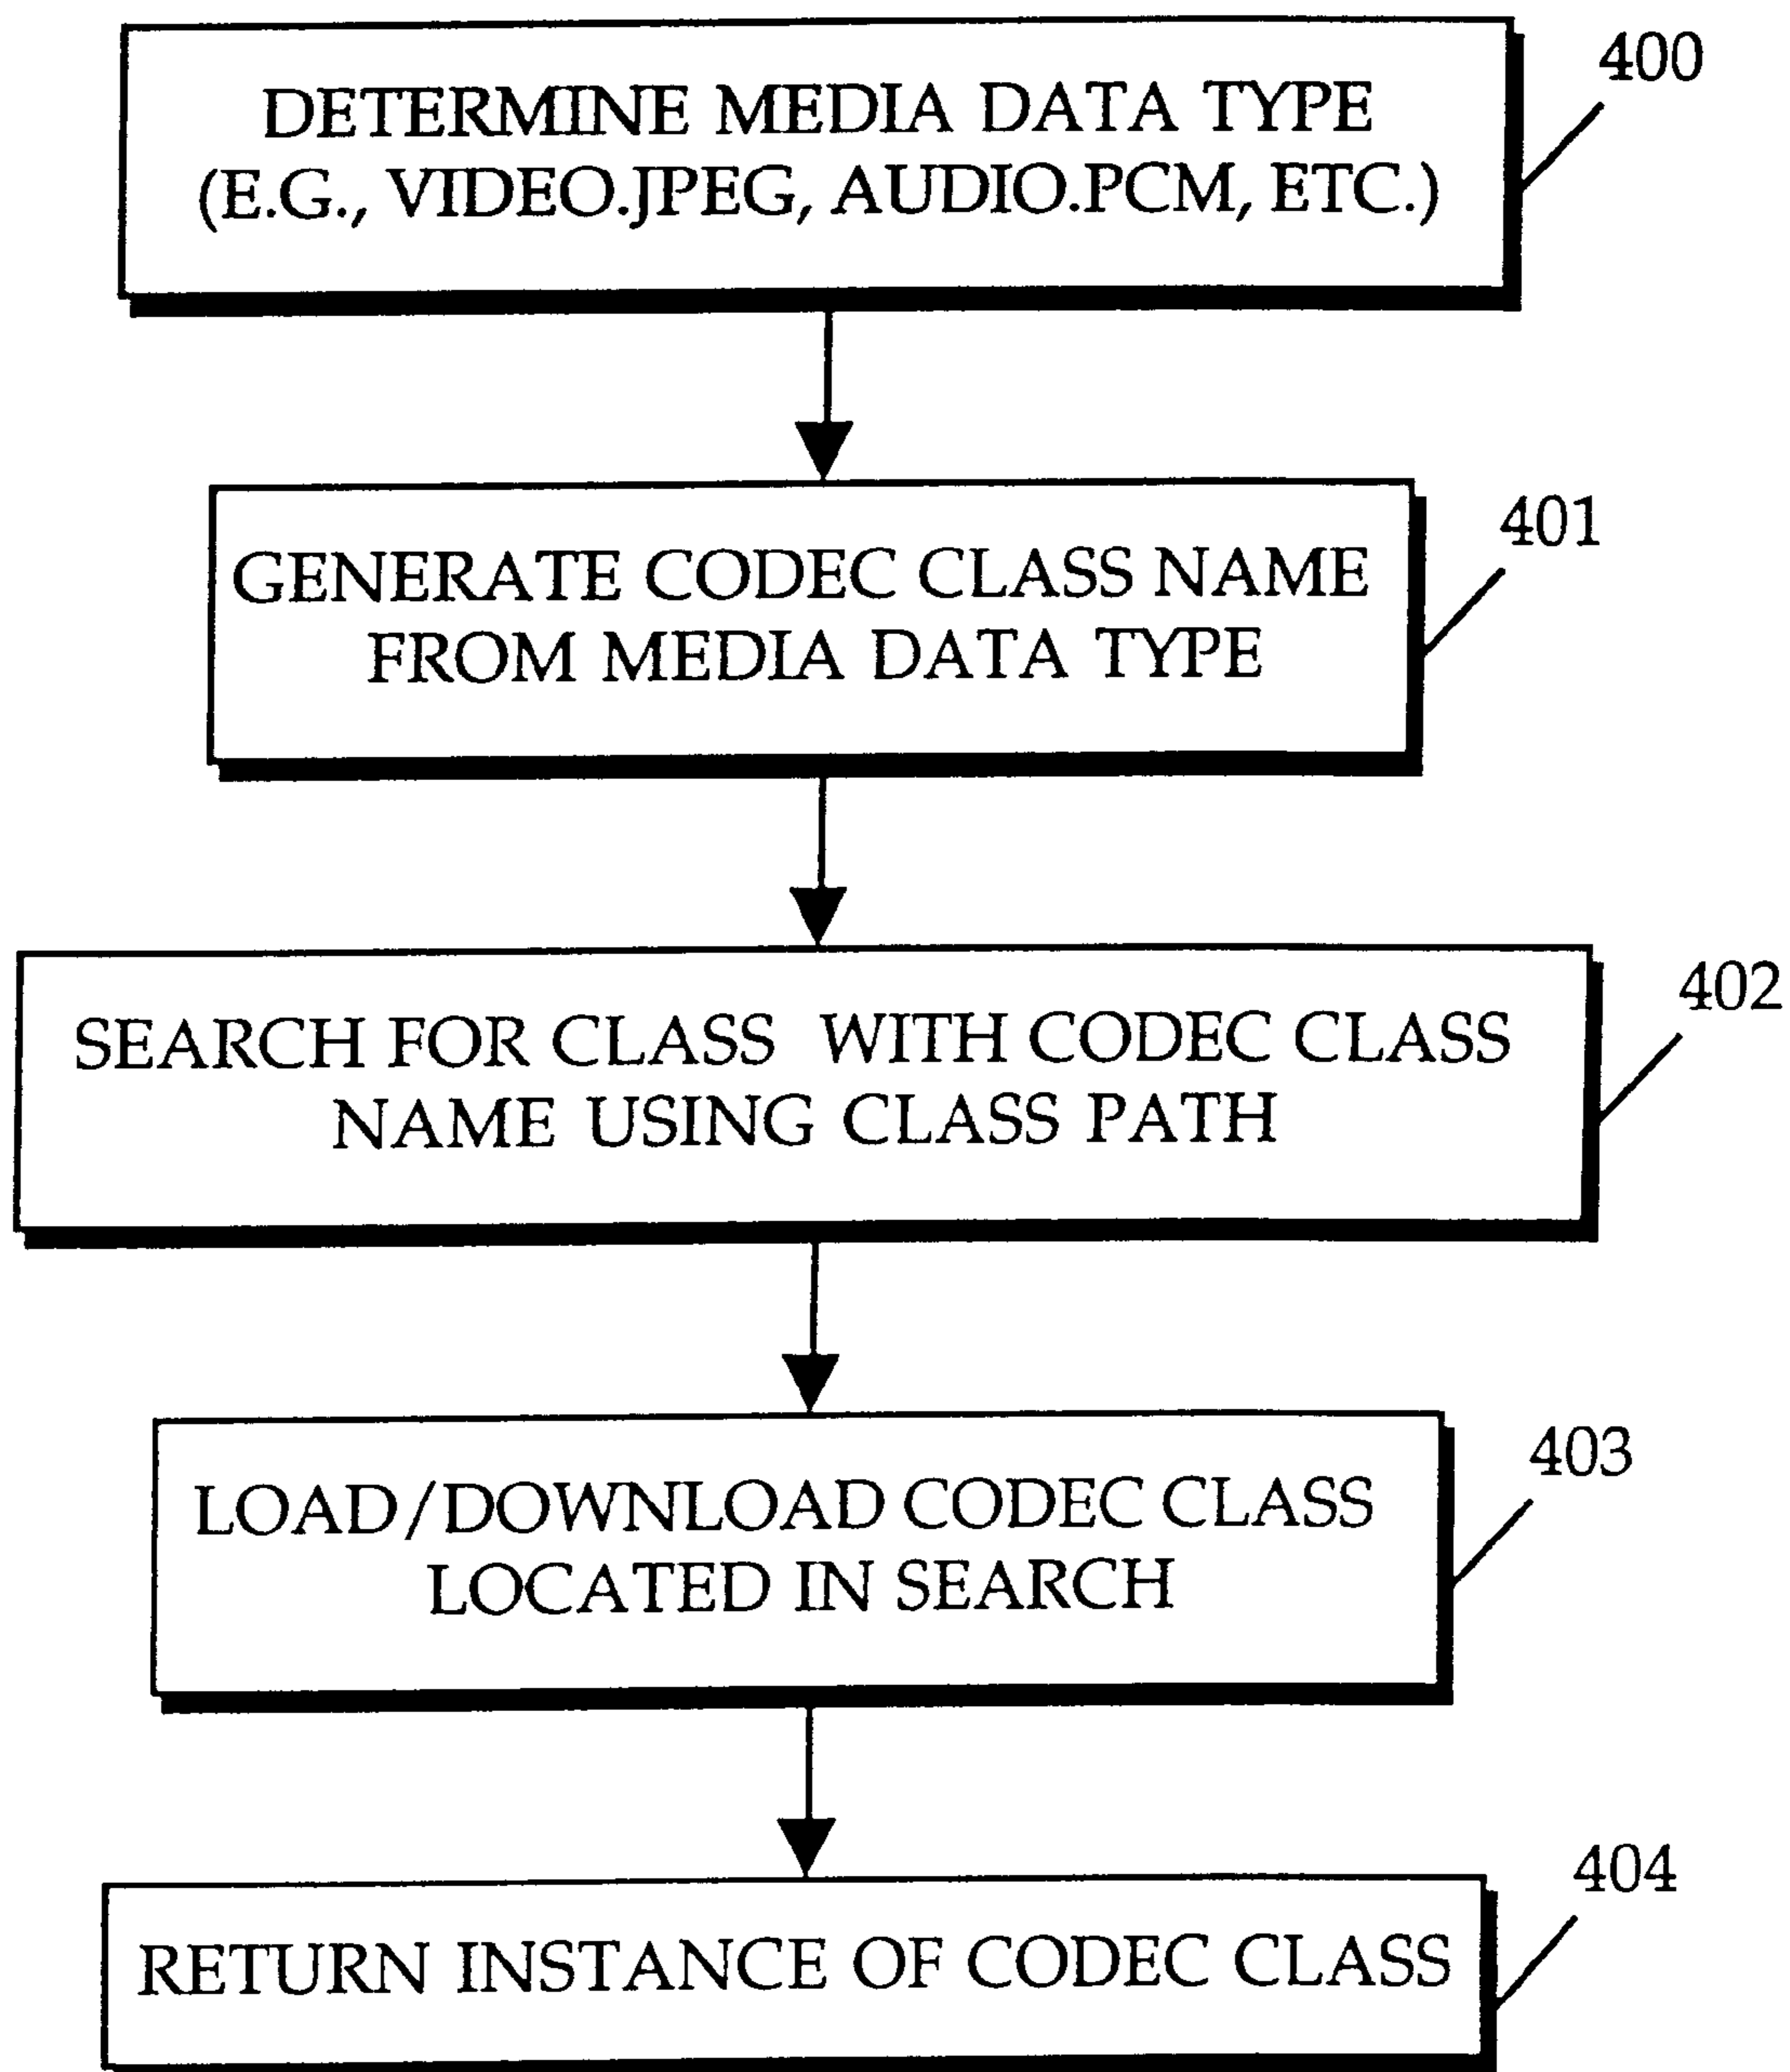 DETERMINE MEDIA DATA TYPE
(E.G., VIDEO.JPEG, AUDIO.PCM, ETC.)
400
GENERATE CODEC CLASS NAME
FROM MEDIA DATA TYPE
401
SEARCH FOR CLASS WITH CODEC CLASS
NAME USING CLASS PATH
402
LOAD/DOWNLOAD CODEC CLASS
LOCATED IN SEARCH
403
RETURN INSTANCE OF CODEC CLASS
404